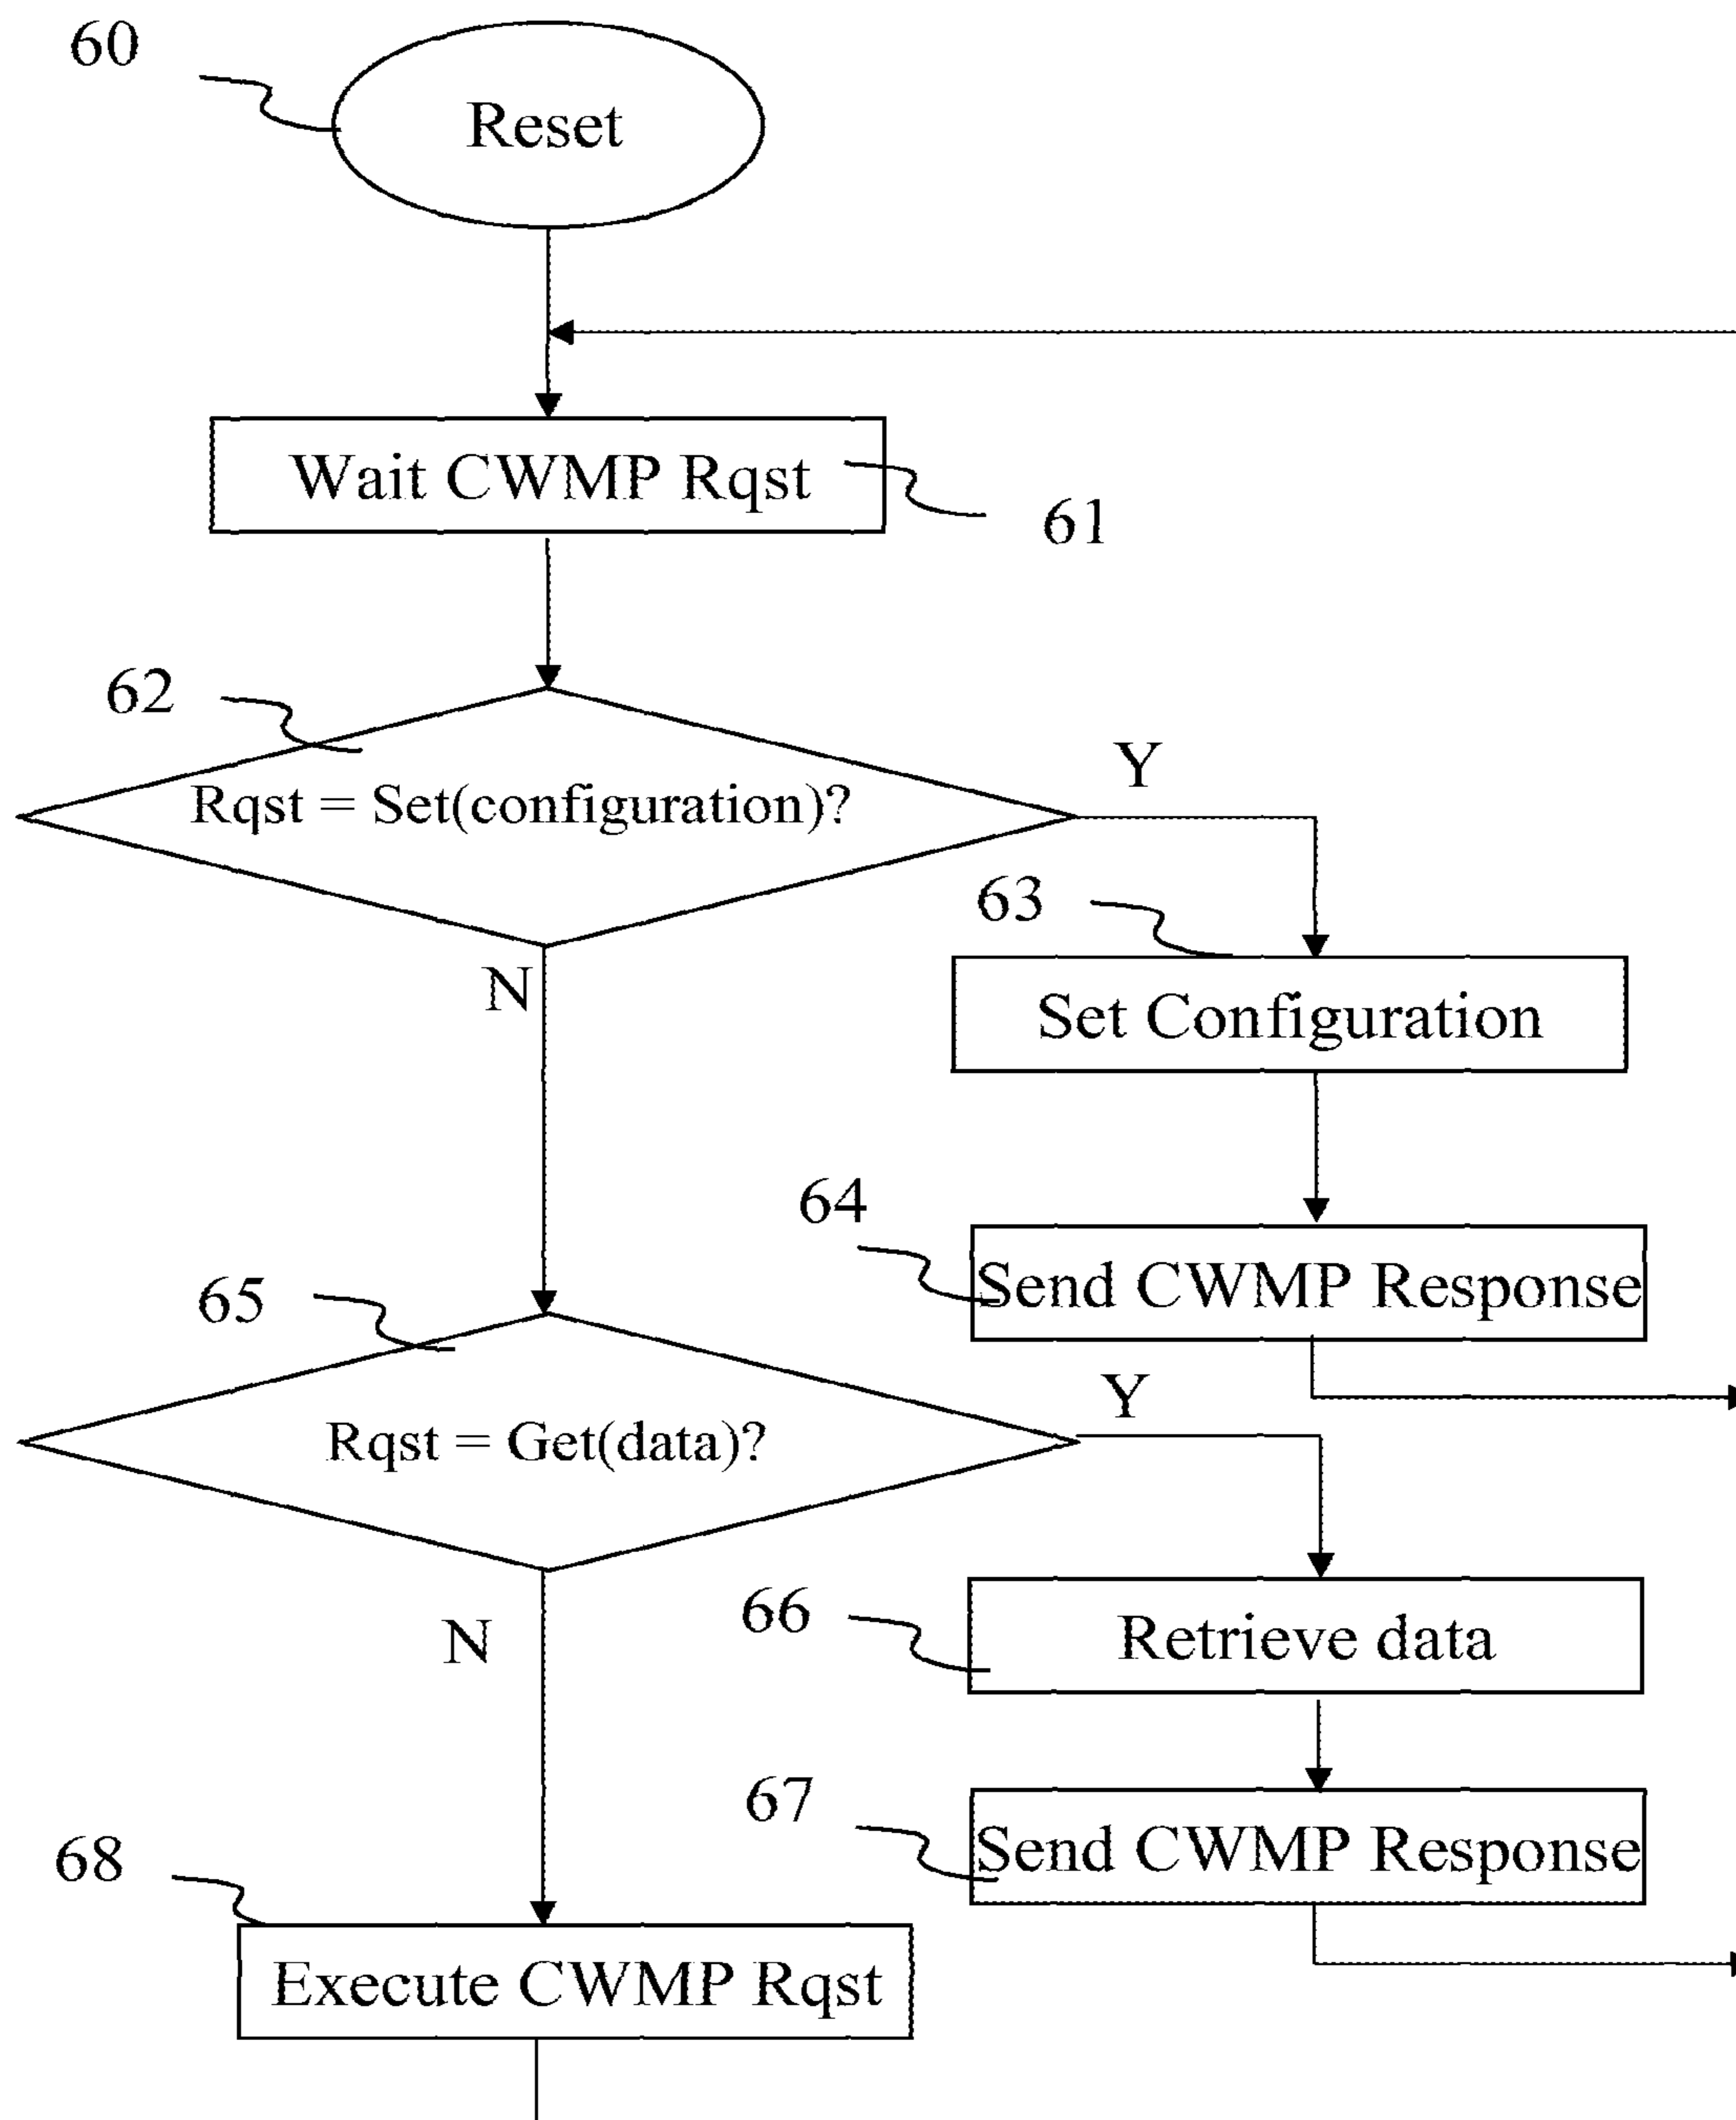 60
Reset
Wait CWMP Rqst
61
62
Rqst = Set(configuration)?
Y
63
N
Set Configuration
64
Send CWMP Response
65
Y
Rqst = Get(data)?
66
N
Retrieve data
67
Send CWMP Response
68
Execute CWMP Rqst